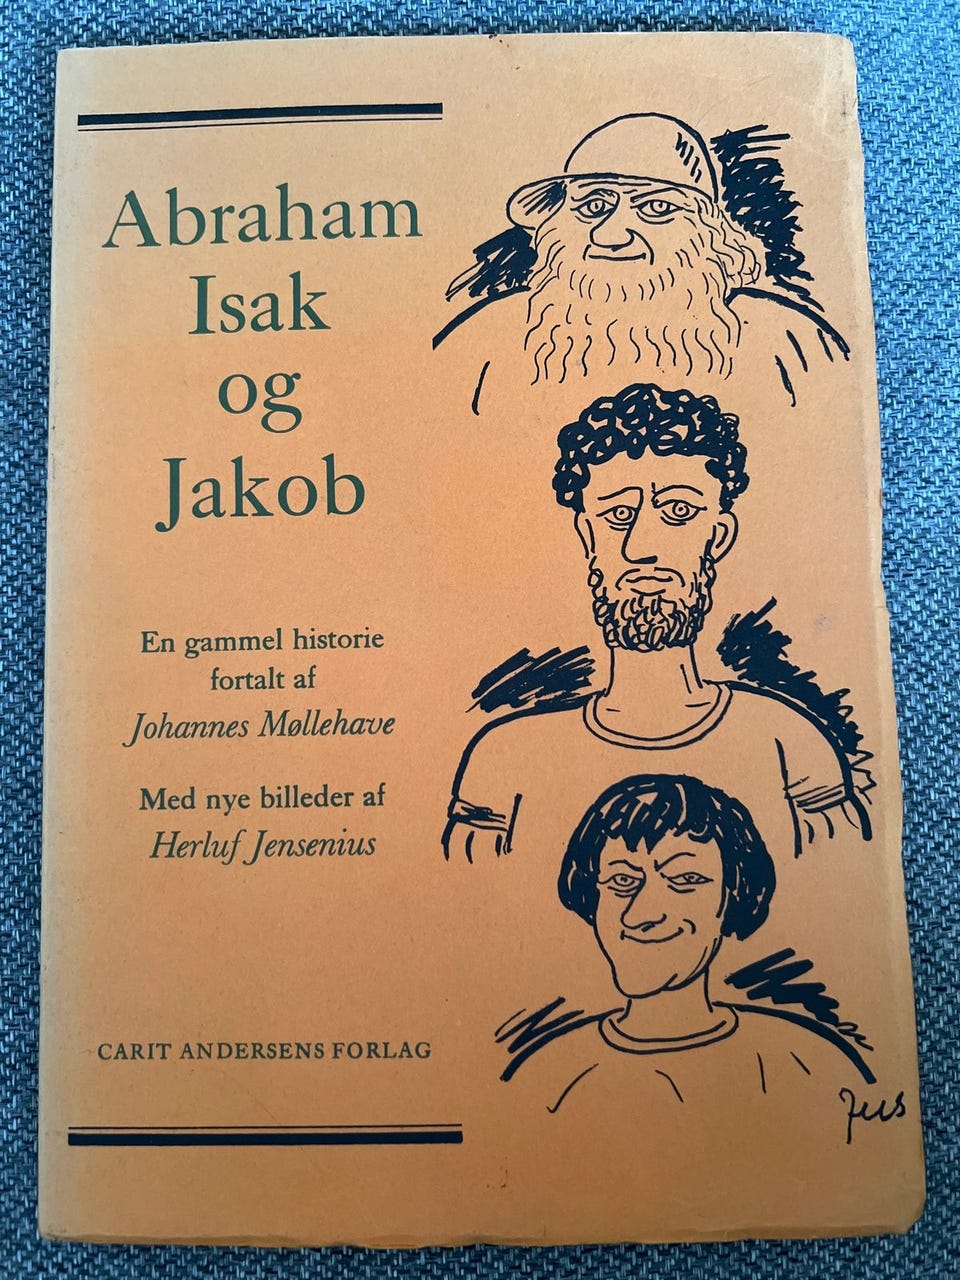 Abraham
Isak
og
Jakob
En gammel historie
fortalt af
Johannes Møllehave
Med nye billeder af
Herluf Jensenius
CARIT ANDERSENS FORLAG